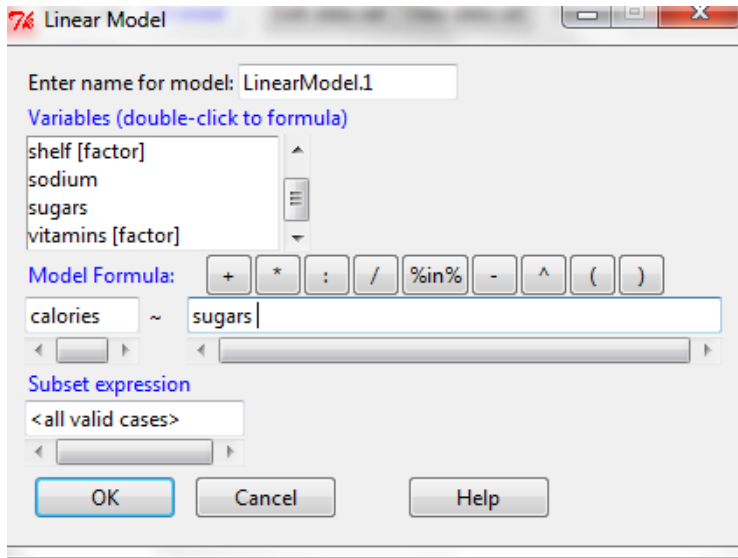 Linear Model
Enter name for model: LinearModel.1
Variables (double-click to formula)
shelf [factor]
sodium
sugars
vitamins [factor]
Model Formula: + * : / %in% - ^ ( )
calories ~ sugars
Subset expression
<all valid cases>
OK Cancel Help